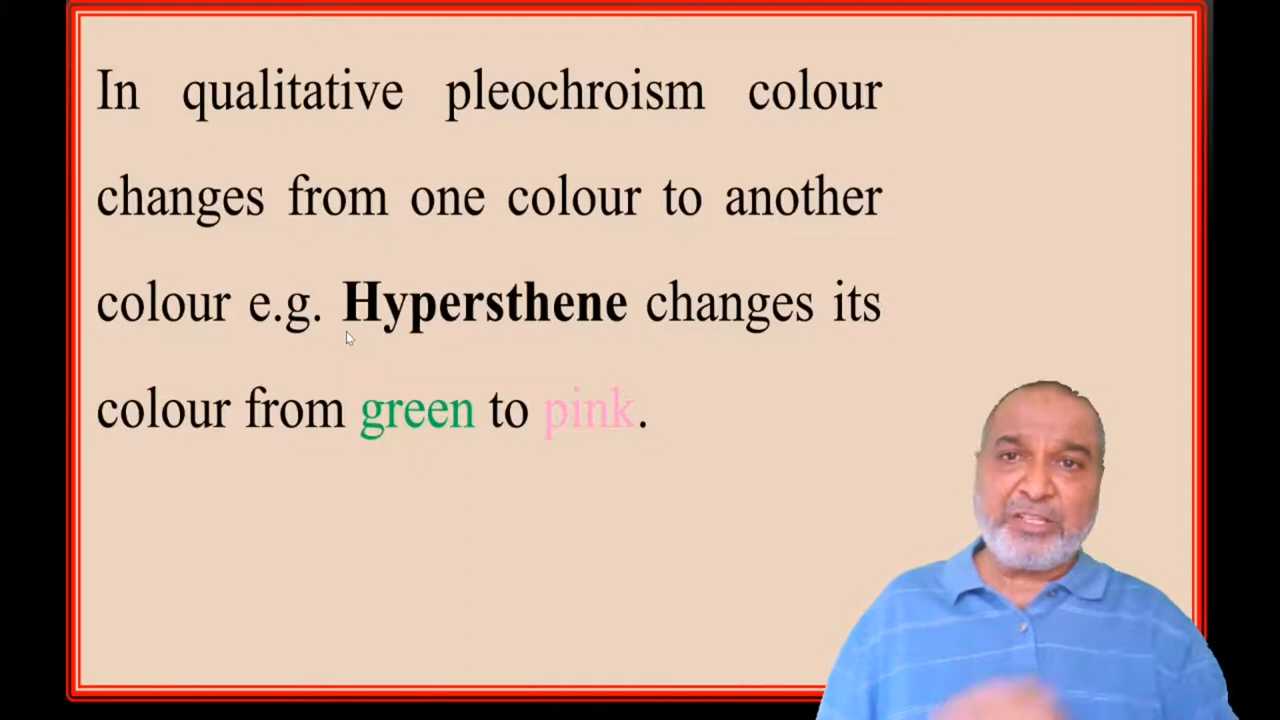 In qualitative pleochroism colour
changes from one colour to another
colour e.g. Hypersthene changes its
colour from green to pink.